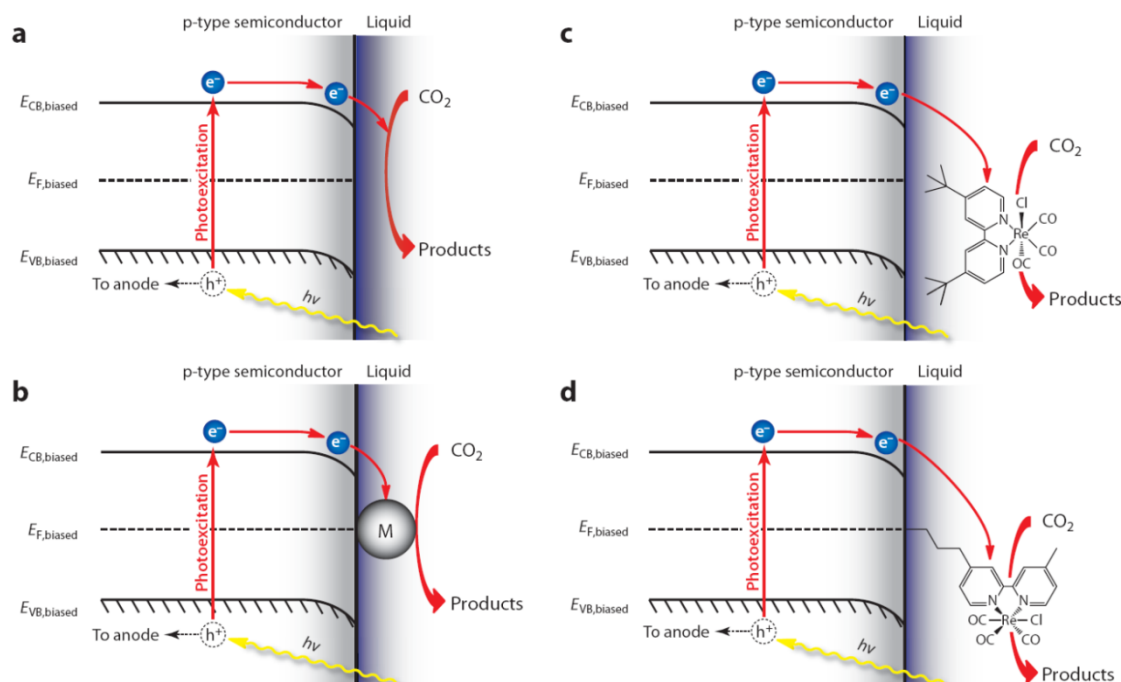 a
p-type semiconductor Liquid
e⁻
e⁻
E_CB,biased
CO₂
Photoexcitation
E_F,biased
Products
E_VB,biased
To anode
h⁺
hν
b
p-type semiconductor Liquid
e⁻
e⁻
E_CB,biased
CO₂
Photoexcitation
E_F,biased
M
Products
E_VB,biased
To anode
h⁺
hν
c
p-type semiconductor Liquid
e⁻
e⁻
E_CB,biased
CO₂
Photoexcitation
E_F,biased
Cl
N
CO
Re
N
CO
OC
E_VB,biased
To anode
h⁺
hν
Products
d
p-type semiconductor Liquid
e⁻
e⁻
E_CB,biased
CO₂
Photoexcitation
E_F,biased
N N
E_VB,biased
OC Re Cl
OC CO
To anode
h⁺
hν
Products